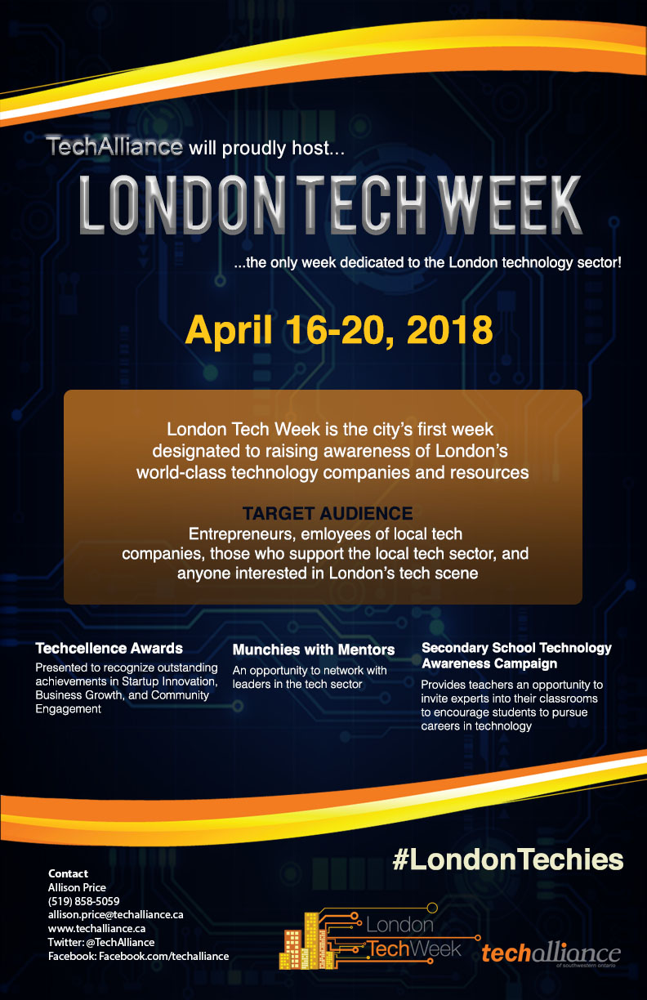 TechAlliance will proudly host...
LONDON TECH WEEK
...the only week dedicated to the London technology sector!
April 16-20, 2018
London Tech Week is the city's first week
designated to raising awareness of London's
world-class technology companies and resources
TARGET AUDIENCE
Entrepreneurs, emloyees of local tech
companies, those who support the local tech sector, and
anyone interested in London's tech scene
Techcellence Awards
Presented to recognize outstanding
achievements in Startup Innovation,
Business Growth, and Community
Engagement
Munchies with Mentors
An opportunity to network with
leaders in the tech sector
Secondary School Technology
Awareness Campaign
Provides teachers an opportunity to
invite experts into their classrooms
to encourage students to pursue
careers in technology
#LondonTechies
Contact
Allison Price
(519) 858-5059
allison.price@techalliance.ca
www.techalliance.ca
Twitter: @TechAlliance
Facebook: Facebook.com/techalliance
London
TechWeek
techalliance
of southwestern ontario